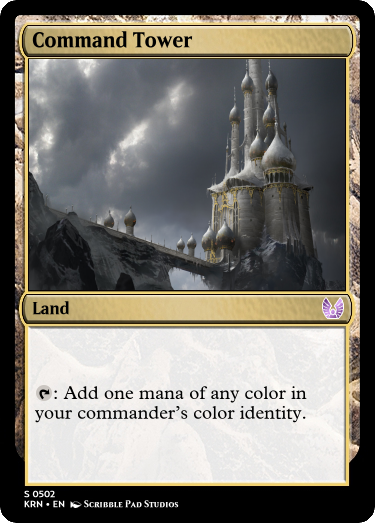 Command Tower
Land
: Add one mana of any color in
your commander's color identity.
S 0502
KRN • EN Scribble Pad Studios